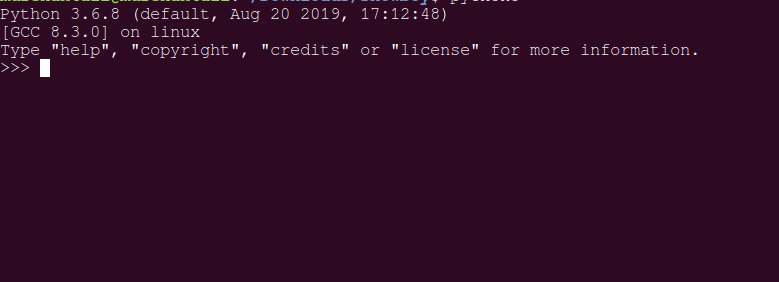 Python 3.6.8 (default, Aug 20 2019, 17:12:48)
[GCC 8.3.0] on linux
Type "help", "copyright", "credits" or "license" for more information.
>>>